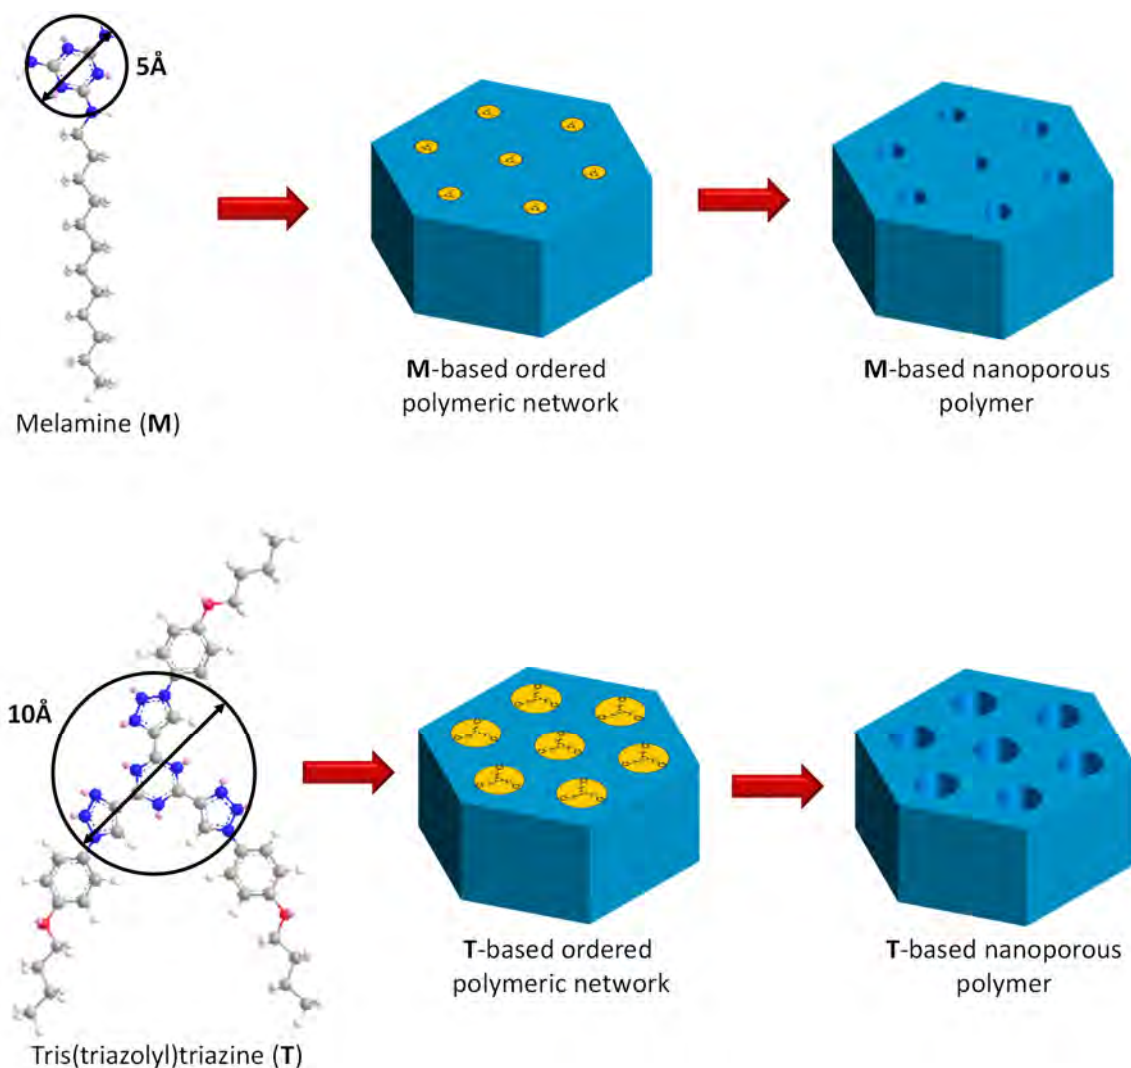 5Å
M-based ordered
polymeric network
M-based nanoporous
polymer
Melamine (M)
10Å
T-based ordered
polymeric network
T-based nanoporous
polymer
Tris(triazolyl)triazine (T)